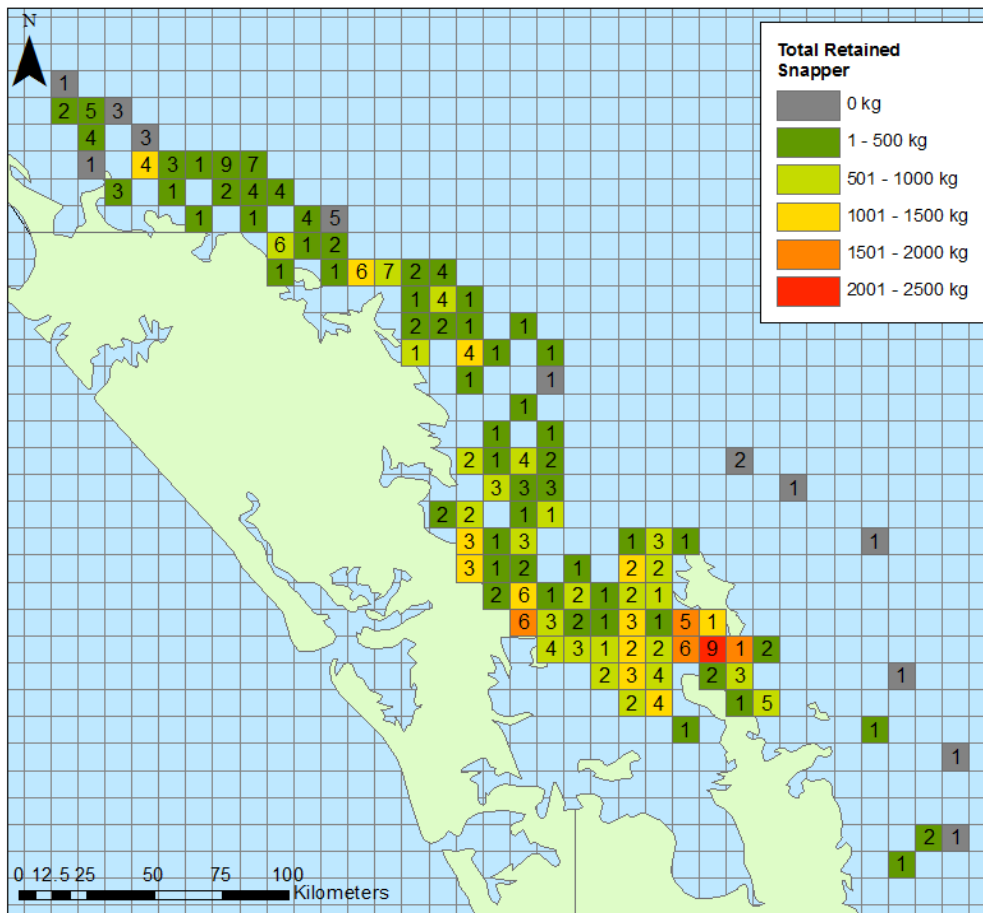 N
Total Retained
Snapper
0 kg
1 - 500 kg
501 - 1000 kg
1001 - 1500 kg
1501 - 2000 kg
2001 - 2500 kg
1
2 5 3
4 3
1 4 3 1 9 7
3 1 2 4 4
1 1 4 5
6 1 2
1 1 6 7 2 4
1 4 1
2 2 1 1
1 4 1 1
1 1
1
1 1
2 1 4 2 2
3 3 3 1
2 2 1 1
3 1 3 1 3 1 1
3 1 2 1 2 2
2 6 1 2 1 2 1
6 3 2 1 3 1 5 1
4 3 1 2 2 6 9 1 2
2 3 4 2 3 1
2 4 1 5
1 1
1
2 1
1
0 12.5 25 50 75 100
Kilometers